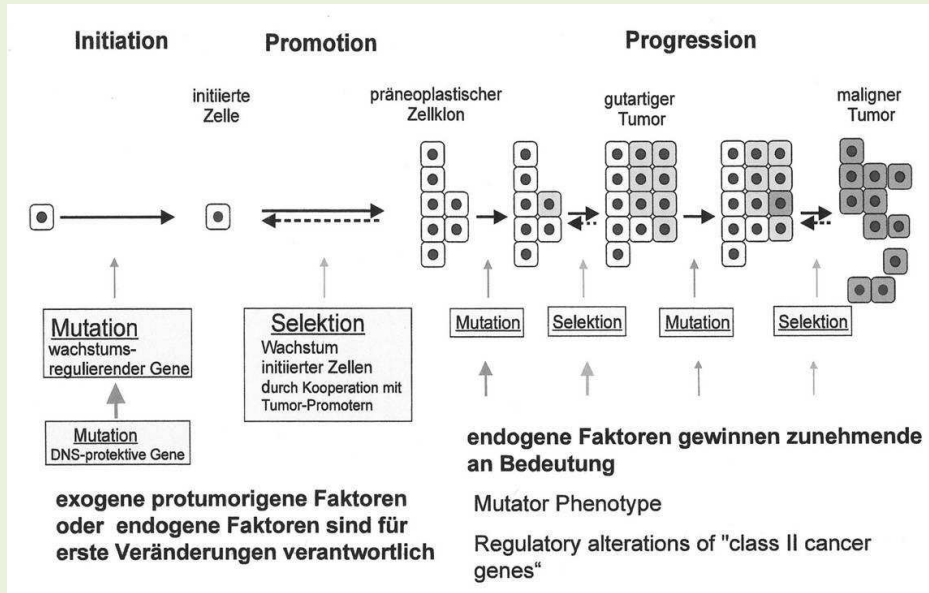 Initiation
Promotion
Progression
initiierte
Zelle
präneoplastischer
Zellklon
gutartiger
Tumor
maligner
Tumor
Mutation
wachstums-
regulierender Gene
Mutation
DNS-protektive Gene
Selektion
Wachstum
initiierter Zellen
durch Kooperation mit
Tumor-Promotern
Mutation
Selektion
Mutation
Selektion
exogene protumorigene Faktoren
oder endogene Faktoren sind für
erste Veränderungen verantwortlich
endogene Faktoren gewinnen zunehmende
an Bedeutung
Mutator Phenotype
Regulatory alterations of "class II cancer
genes“